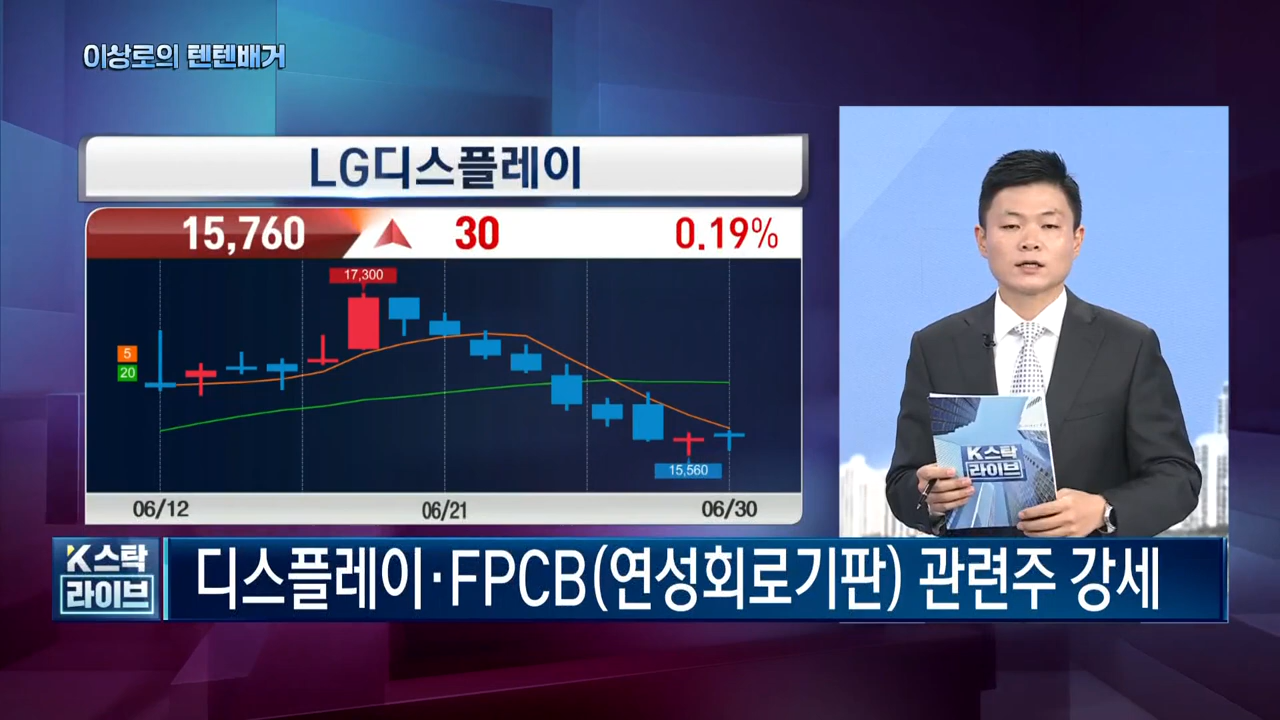 이상로의 텐텐배거
LG디스플레이
15,760 ▲ 30 0.19%
17,300
5
20
15,560
06/12 06/21 06/30
K스탁
라이브
K스탁
라이브
디스플레이·FPCB(연성회로기판) 관련주 강세